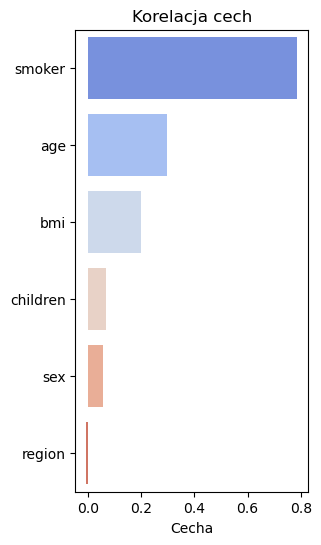 Korelacja cech
smoker
age
bmi
children
sex
region
0.0 0.2 0.4 0.6 0.8
Cecha